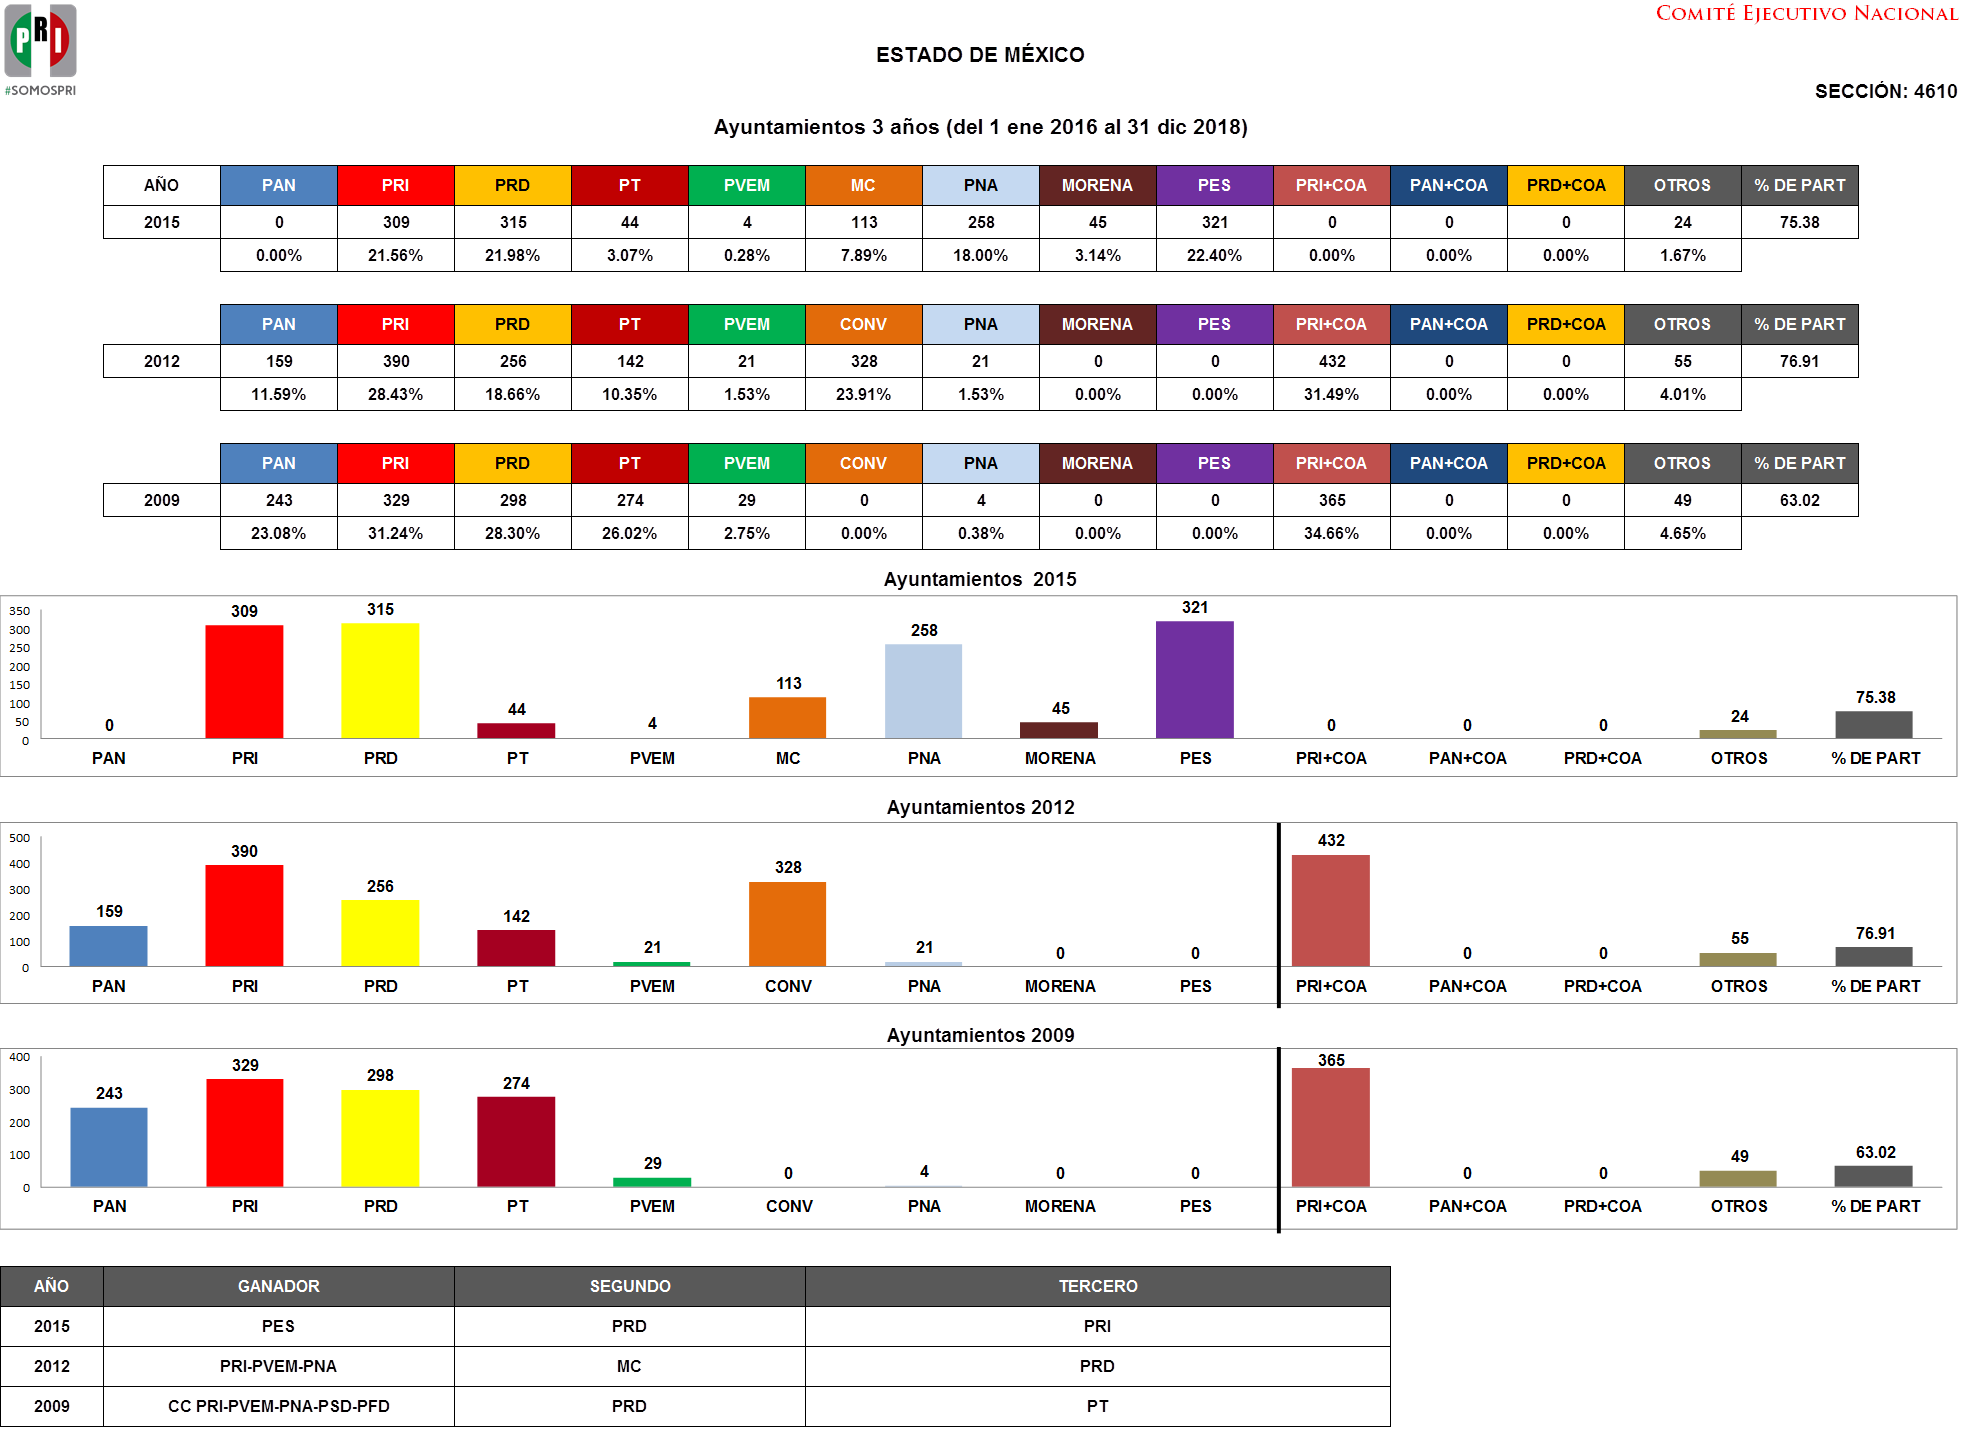 PRI
#SOMOSPRI
COMITÉ EJECUTIVO NACIONAL
ESTADO DE MÉXICO
SECCIÓN: 4610
Ayuntamientos 3 años (del 1 ene 2016 al 31 dic 2018)
AÑO PAN PRI PRD PT PVEM MC PNA MORENA PES PRI+COA PAN+COA PRD+COA OTROS % DE PART
2015 0 309 315 44 4 113 258 45 321 0 0 0 24 75.38
0.00% 21.56% 21.98% 3.07% 0.28% 7.89% 18.00% 3.14% 22.40% 0.00% 0.00% 0.00% 1.67%
PAN PRI PRD PT PVEM CONV PNA MORENA PES PRI+COA PAN+COA PRD+COA OTROS % DE PART
2012 159 390 256 142 21 328 21 0 0 432 0 0 55 76.91
11.59% 28.43% 18.66% 10.35% 1.53% 23.91% 1.53% 0.00% 0.00% 31.49% 0.00% 0.00% 4.01%
PAN PRI PRD PT PVEM CONV PNA MORENA PES PRI+COA PAN+COA PRD+COA OTROS % DE PART
2009 243 329 298 274 29 0 4 0 0 365 0 0 49 63.02
23.08% 31.24% 28.30% 26.02% 2.75% 0.00% 0.38% 0.00% 0.00% 34.66% 0.00% 0.00% 4.65%
Ayuntamientos 2015
350
300
250
200
150
100
50
0
0 309 315 44 4 113 258 45 321 0 0 0 24 75.38
PAN PRI PRD PT PVEM MC PNA MORENA PES PRI+COA PAN+COA PRD+COA OTROS % DE PART
Ayuntamientos 2012
500
400
300
200
100
0
159 390 256 142 21 328 21 0 0 432 0 0 55 76.91
PAN PRI PRD PT PVEM CONV PNA MORENA PES PRI+COA PAN+COA PRD+COA OTROS % DE PART
Ayuntamientos 2009
400
300
200
100
0
243 329 298 274 29 0 4 0 0 365 0 0 49 63.02
PAN PRI PRD PT PVEM CONV PNA MORENA PES PRI+COA PAN+COA PRD+COA OTROS % DE PART
AÑO GANADOR SEGUNDO TERCERO
2015 PES PRD PRI
2012 PRI-PVEM-PNA MC PRD
2009 CC PRI-PVEM-PNA-PSD-PFD PRD PT